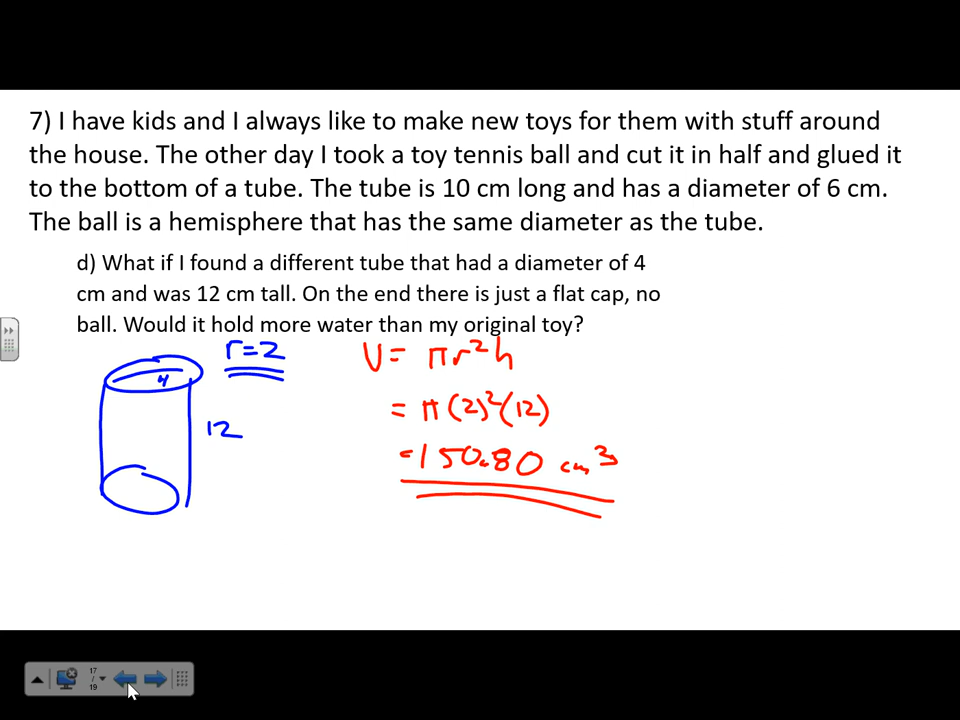 7) I have kids and I always like to make new toys for them with stuff around
the house. The other day I took a toy tennis ball and cut it in half and glued it
to the bottom of a tube. The tube is 10 cm long and has a diameter of 6 cm.
The ball is a hemisphere that has the same diameter as the tube.
d) What if I found a different tube that had a diameter of 4
cm and was 12 cm tall. On the end there is just a flat cap, no
ball. Would it hold more water than my original toy?
r=2
4
12
V= πr²h
= π(2)²(12)
=150.80 cm³
17
/
19